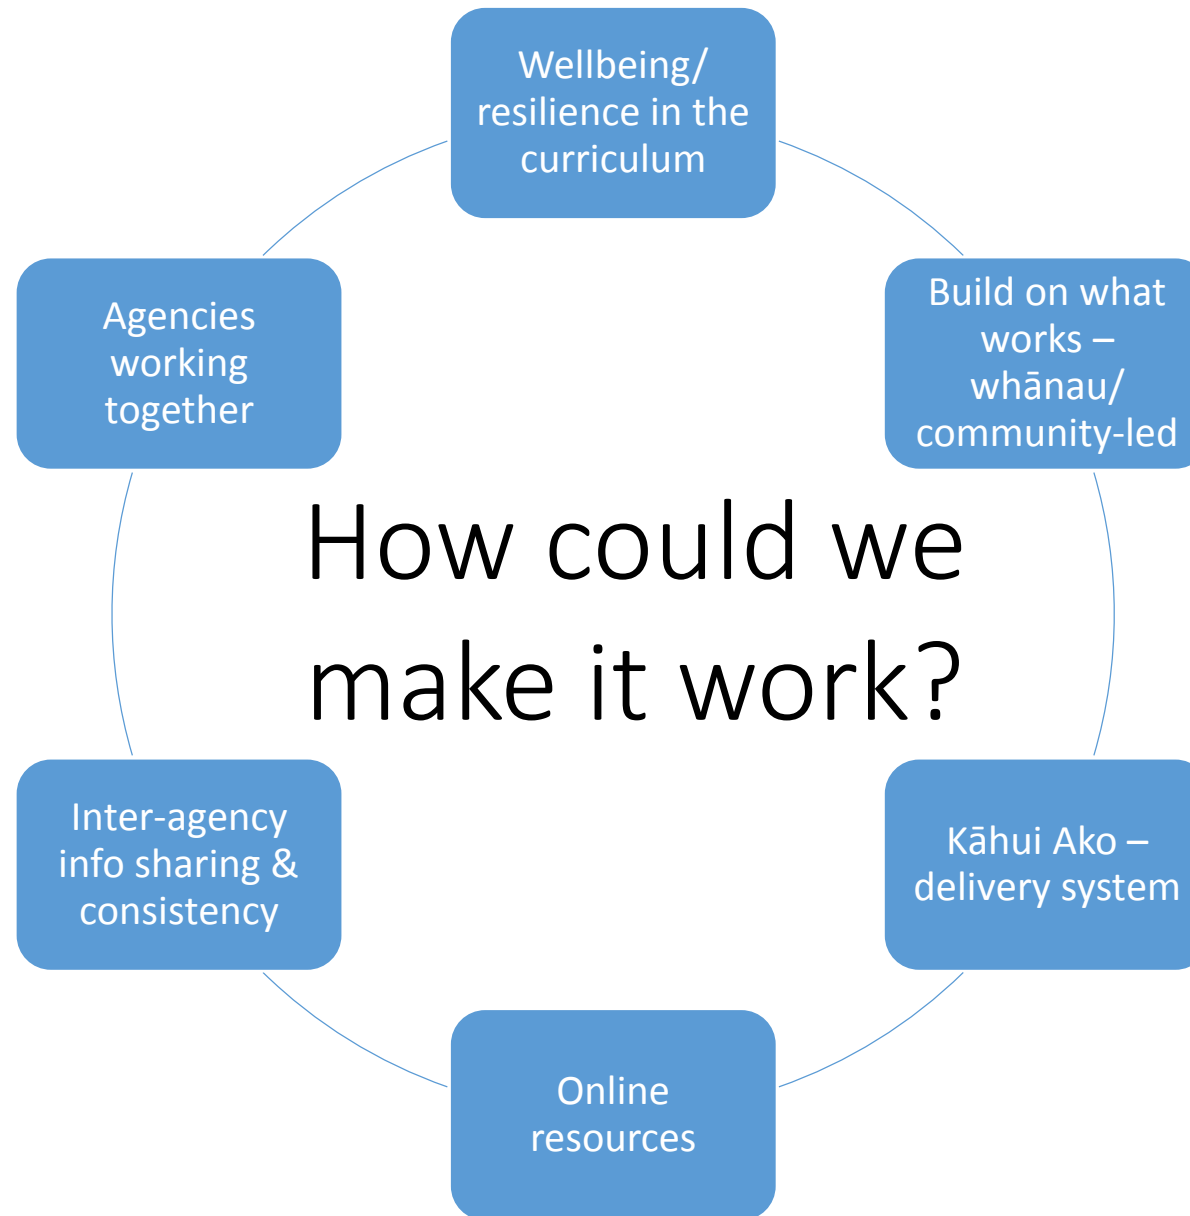 Wellbeing/
resilience in the
curriculum
Build on what
works –
whānau/
community-led
Kāhui Ako –
delivery system
Online
resources
Inter-agency
info sharing &
consistency
Agencies
working
together
How could we
make it work?